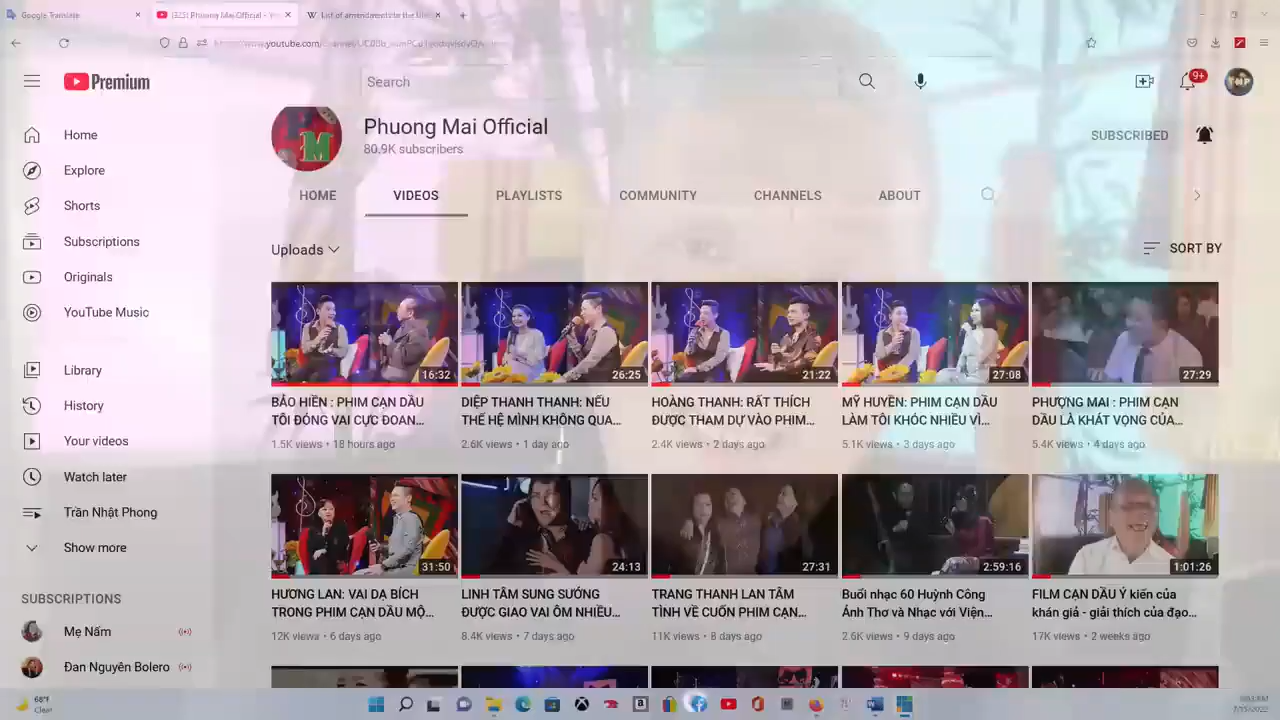 Google Translate
(325) Phuong Mai Official - Y
List of amendments to the
Premium
Search
9+
TNP
Phuong Mai Official
80.9K subscribers
SUBSCRIBED
HOME
VIDEOS
PLAYLISTS
COMMUNITY
CHANNELS
ABOUT
Home
Explore
Shorts
Subscriptions
Originals
YouTube Music
Library
History
Your videos
Watch later
Trần Nhật Phong
Show more
SUBSCRIPTIONS
Mẹ Nấm
Đan Nguyên Bolero
Uploads
SORT BY
16:32
26:25
21:22
27:08
27:29
BẢO HIỀN : PHIM CẠN DẦU
TÔI ĐÓNG VAI CỰC ĐOAN...
1.5K views • 18 hours ago
DIỆP THANH THANH: NẾU
THẾ HỆ MÌNH KHÔNG QUA...
2.6K views • 1 day ago
HOÀNG THANH: RẤT THÍCH
ĐƯỢC THAM DỰ VÀO PHIM...
2.4K views • 2 days ago
MỸ HUYỀN: PHIM CẠN DẦU
LÀM TÔI KHÓC NHIỀU VÌ...
5.1K views • 3 days ago
PHƯỢNG MAI : PHIM CẠN
DẦU LÀ KHÁT VỌNG CỦA...
5.4K views • 4 days ago
31:50
24:13
27:31
2:59:16
1:01:26
HƯƠNG LAN: VAI DẠ BÍCH
TRONG PHIM CẠN DẦU MỘ...
12K views • 6 days ago
LINH TÂM SUNG SƯỚNG
ĐƯỢC GIAO VAI ÔM NHIỀU...
8.4K views • 7 days ago
TRANG THANH LAN TÂM
TÌNH VỀ CUỐN PHIM CẠN...
11K views • 8 days ago
Buổi nhạc 60 Huỳnh Công
Ánh Thơ và Nhạc với Viện...
2.6K views • 9 days ago
FILM CẠN DẦU Ý kiến của
khán giả - giải thích của đạo...
17K views • 2 weeks ago
68°F
Clear